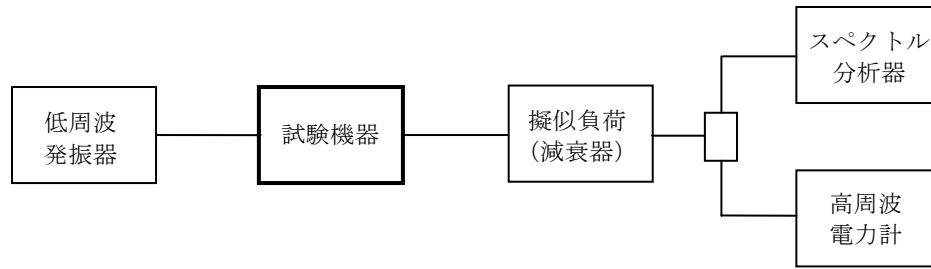 低周波
発振器
試験機器
擬似負荷
（減衰器）
スペクトル
分析器
高周波
電力計